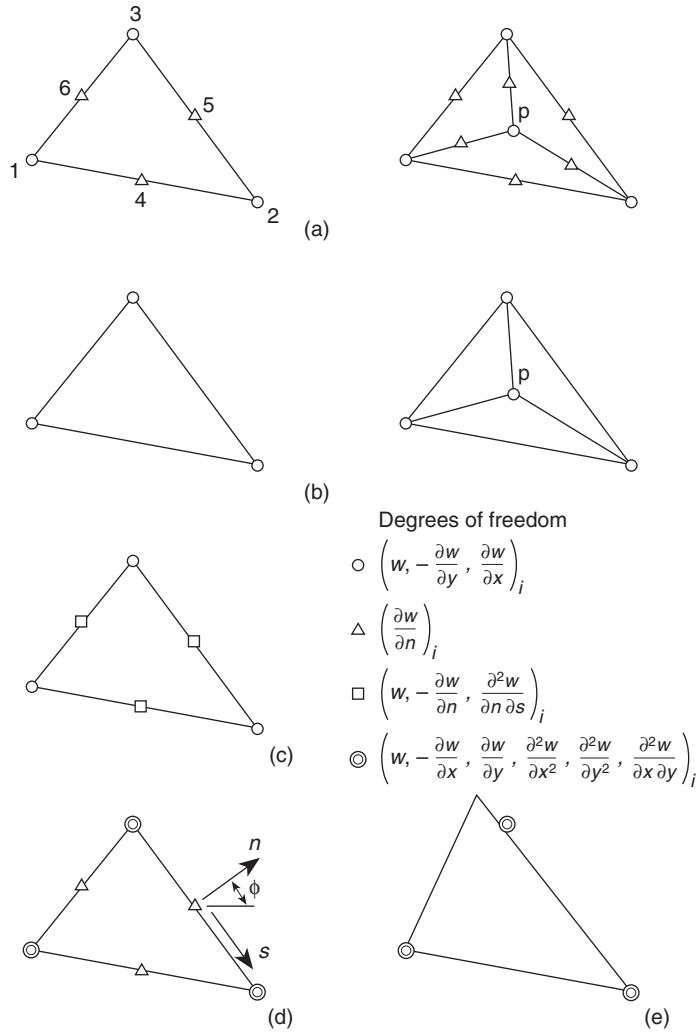 3
6
5
p
1
4
2
(a)
p
(b)
Degrees of freedom
(w, − ∂w/∂y , ∂w/∂x)_i
(∂w/∂n)_i
(w, − ∂w/∂n , ∂²w/∂n ∂s)_i
(c)
(w, − ∂w/∂x , ∂w/∂y , ∂²w/∂x² , ∂²w/∂y² , ∂²w/∂x ∂y)_i
n
ϕ
s
(d)
(e)